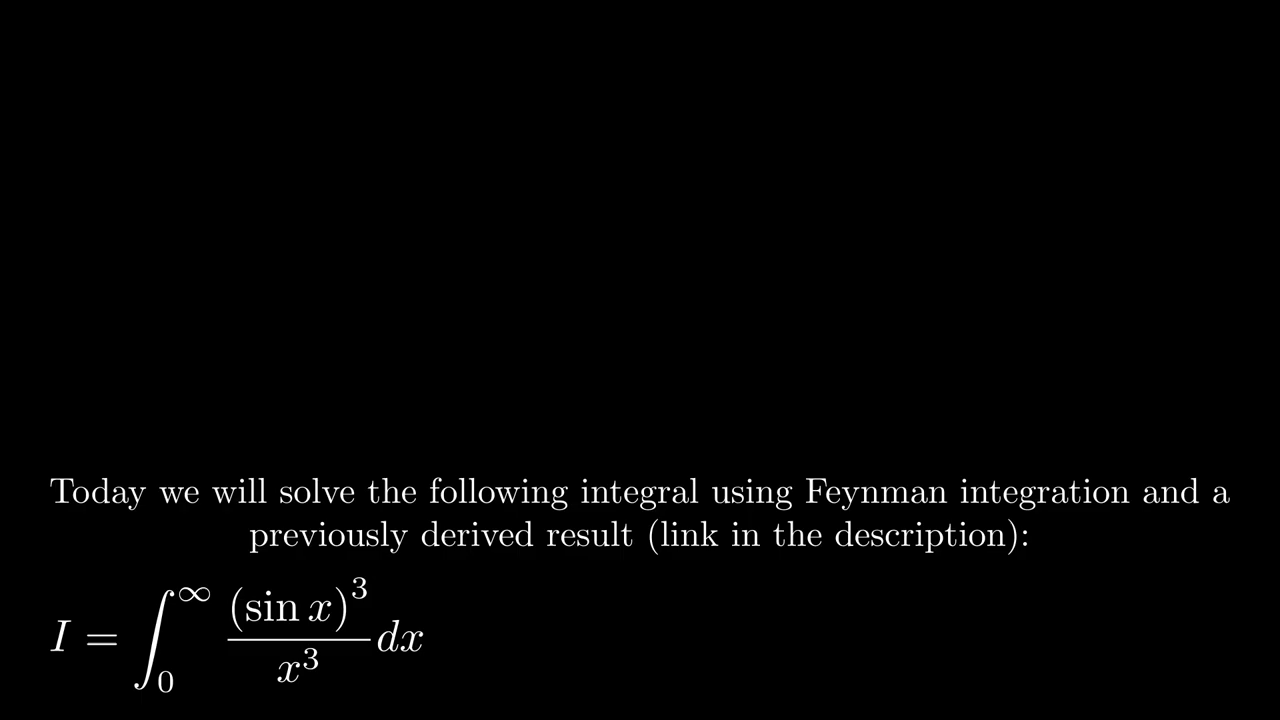 Today we will solve the following integral using Feynman integration and a
previously derived result (link in the description):
I = ∫₀^∞ (sin x)³ / x³ dx